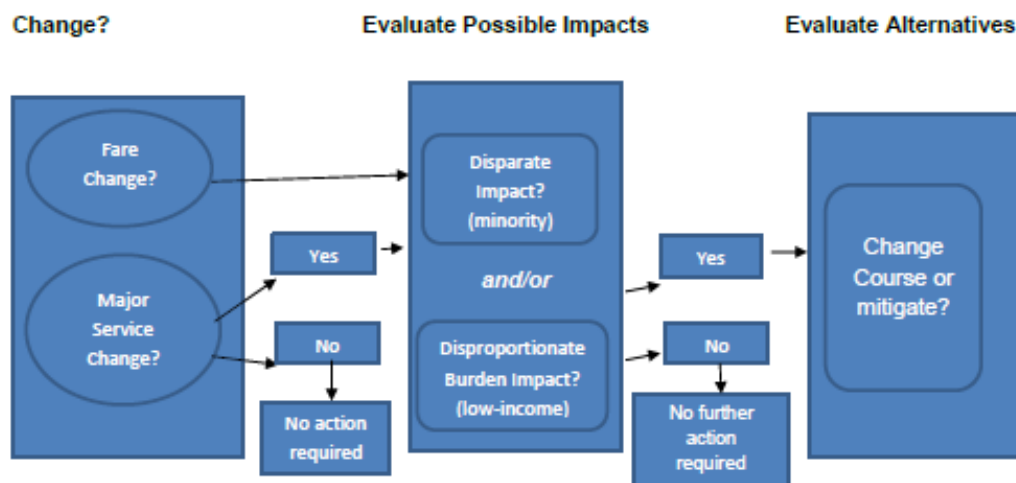 Change?
Evaluate Possible Impacts
Evaluate Alternatives
Fare
Change?
Major
Service
Change?
Yes
No
No action
required
Disparate
Impact?
(minority)
and/or
Disproportionate
Burden Impact?
(low-income)
Yes
No
No further
action
required
Change
Course or
mitigate?